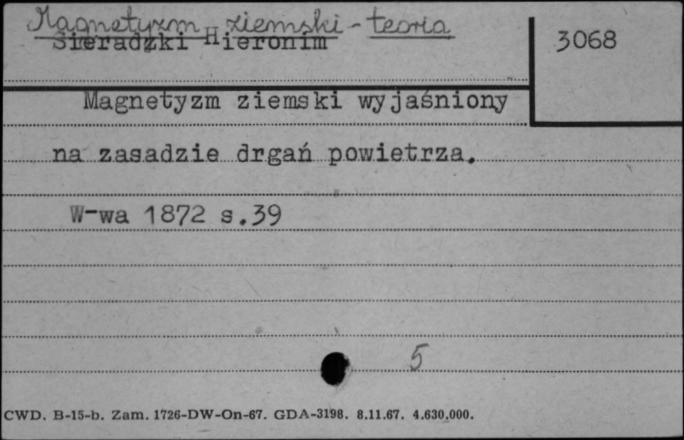 Magnetyzm ziemski - teoria
Sieradzki Hieronim
3068
Magnetyzm ziemski wyjaśniony
na zasadzie drgań powietrza.
W-wa 1872 s.39
5
CWD. B-15-b. Zam. 1726-DW-On-67. GDA-3198. 8.11.67. 4.630.000.